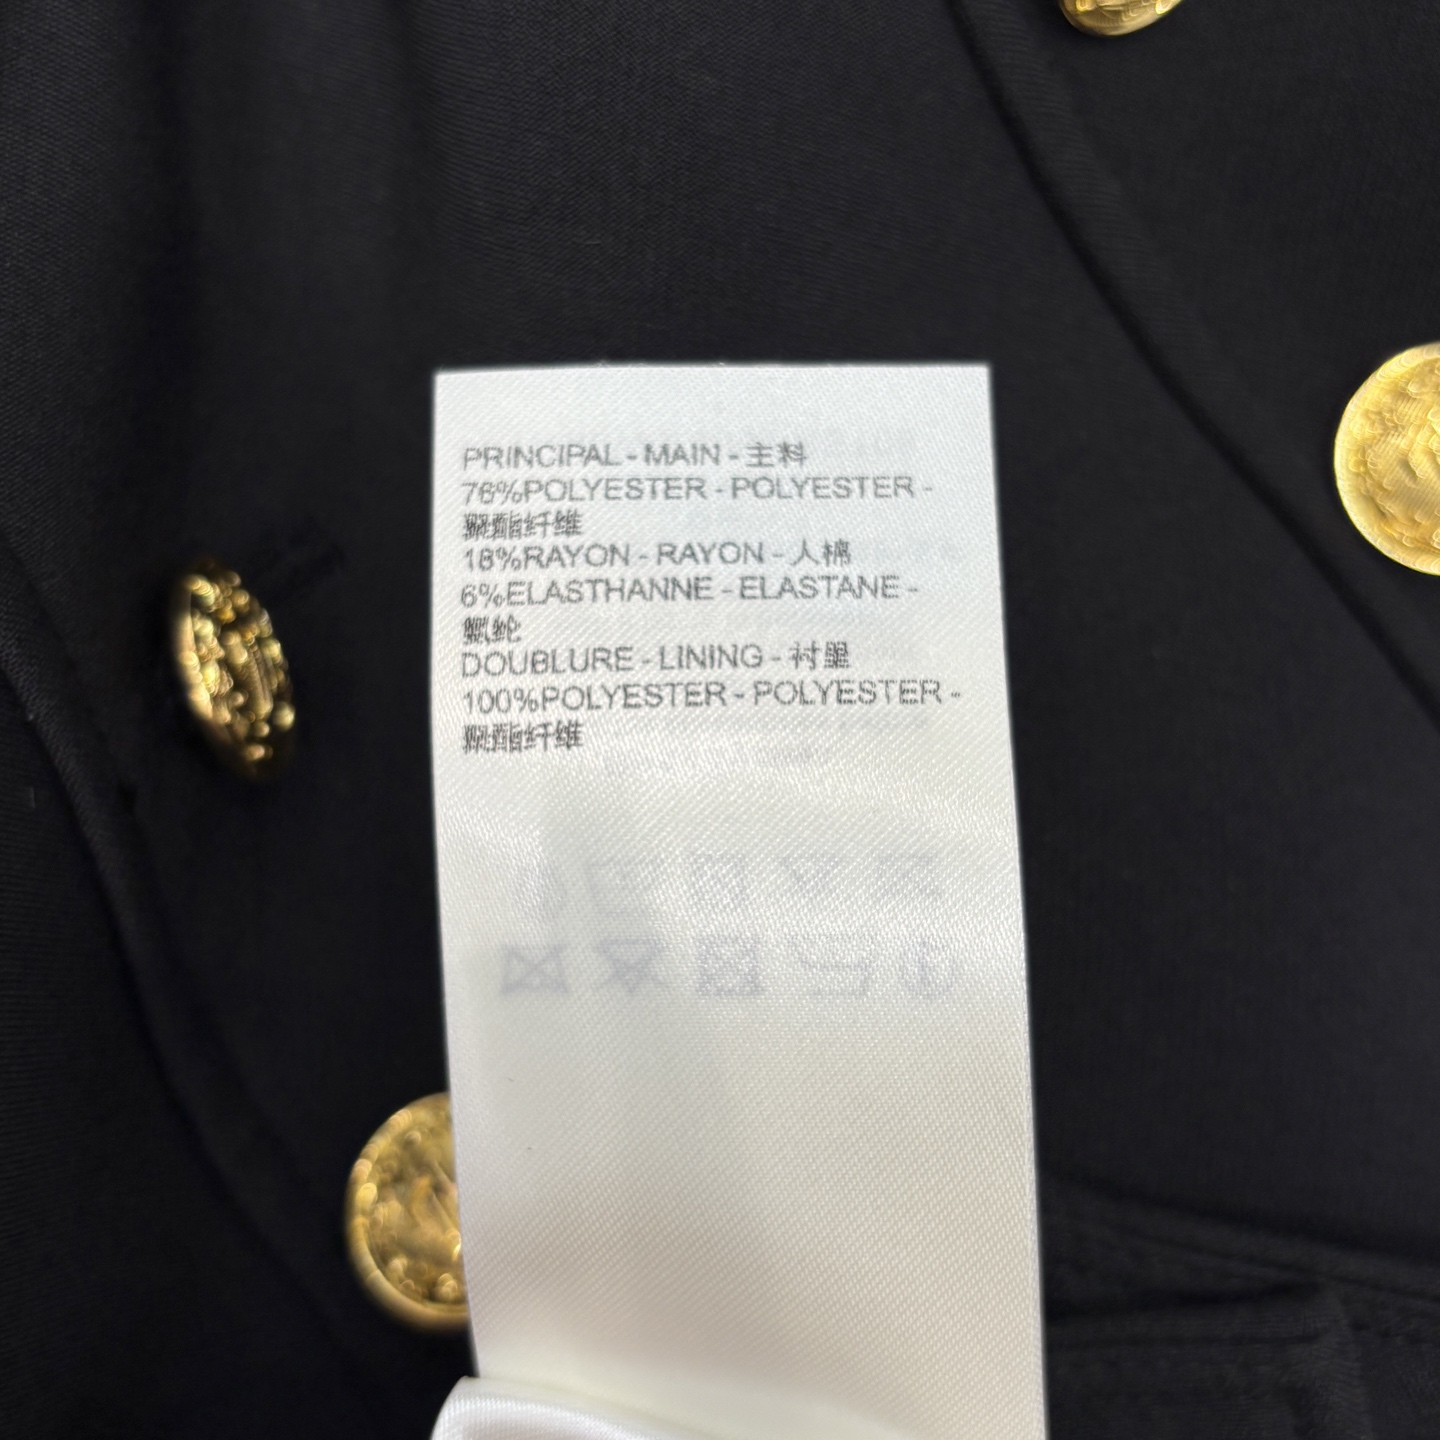 PRINCIPAL - MAIN - 主料
76%POLYESTER - POLYESTER -
聚酯纤维
18%RAYON - RAYON - 人棉
6%ELASTHANNE - ELASTANE -
氨纶
DOUBLURE - LINING - 衬里
100%POLYESTER - POLYESTER -
聚酯纤维